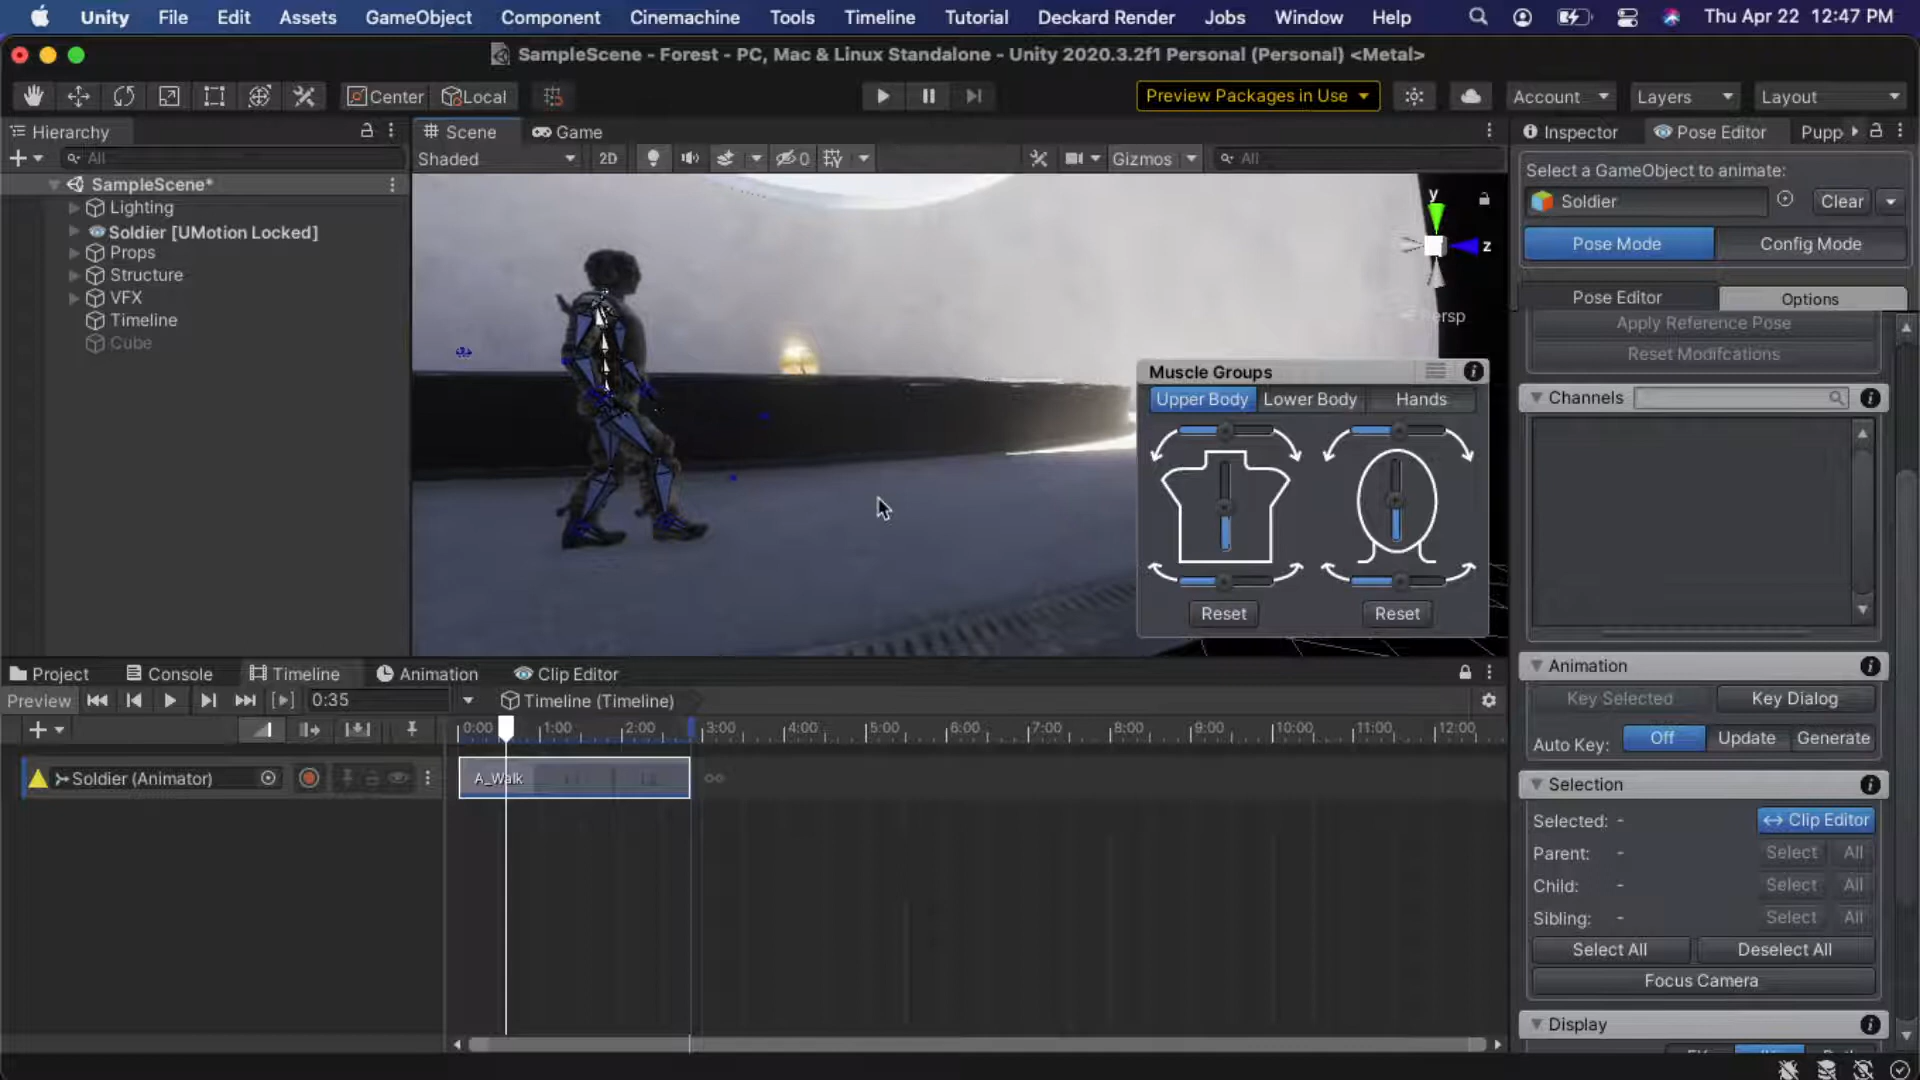 Unity File Edit Assets GameObject Component Cinemachine Tools Timeline Tutorial Deckard Render Jobs Window Help Thu Apr 22 12:47 PM
SampleScene - Forest - PC, Mac & Linux Standalone - Unity 2020.3.2f1 Personal (Personal) <Metal>
Center Local Preview Packages in Use Account Layers Layout
Hierarchy Scene Game Inspector Pose Editor Pupp
All Shaded 2D 0 Gizmos All
Select a GameObject to animate:
SampleScene*
Soldier Clear
Lighting
Soldier [UMotion Locked]
Pose Mode Config Mode
Props
Structure
VFX
Pose Editor Options
Timeline
Cube
y
z
Persp
Apply Reference Pose
Reset Modifcations
Muscle Groups
Upper Body Lower Body Hands
Reset Reset
Channels
Project Console Timeline Animation Clip Editor
Preview 0:35 Timeline (Timeline)
0:00 1:00 2:00 3:00 4:00 5:00 6:00 7:00 8:00 9:00 10:00 11:00 12:00
Soldier (Animator) A_Walk
Animation
Key Selected Key Dialog
Auto Key: Off Update Generate
Selection
Selected: - Clip Editor
Parent: - Select All
Child: - Select All
Sibling: - Select All
Select All Deselect All
Focus Camera
Display